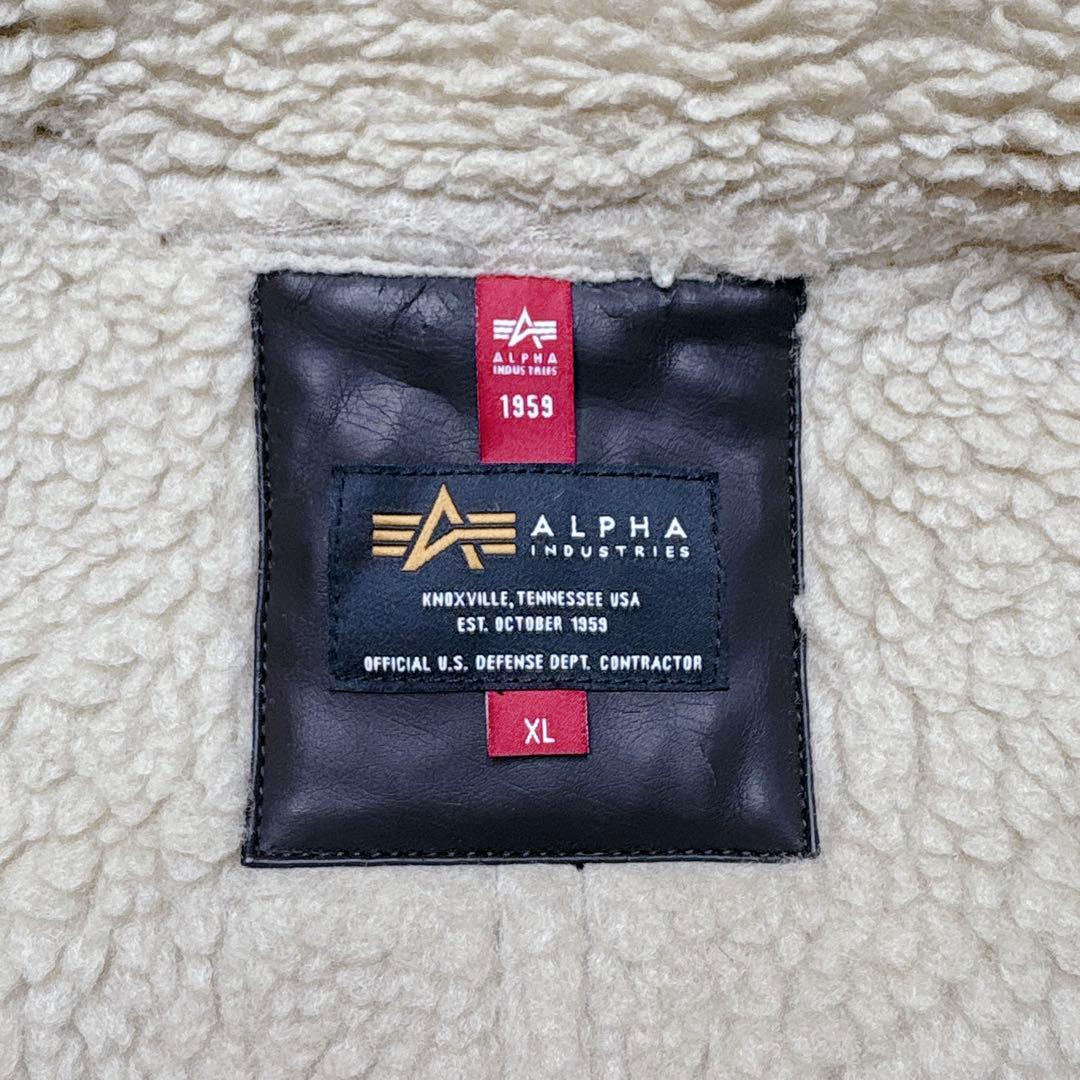 ALPHA
INDUSTRIES
1959
ALPHA
INDUSTRIES
KNOXVILLE, TENNESSEE USA
EST. OCTOBER 1959
OFFICIAL U.S. DEFENSE DEPT. CONTRACTOR
XL